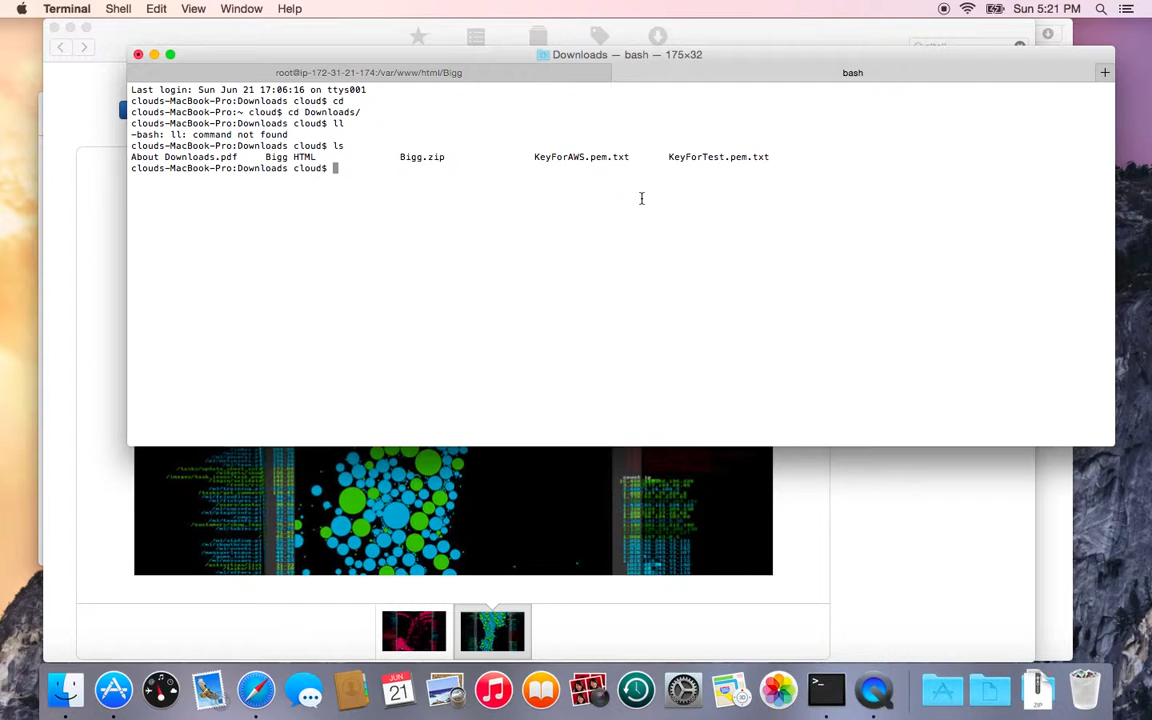 Terminal Shell Edit View Window Help Sun 5:21 PM
Downloads — bash — 175×32
root@ip-172-31-21-174:/var/www/html/Bigg bash
Last login: Sun Jun 21 17:06:16 on ttys001
clouds-MacBook-Pro:Downloads cloud$ cd
clouds-MacBook-Pro:~ cloud$ cd Downloads/
clouds-MacBook-Pro:Downloads cloud$ ll
-bash: ll: command not found
clouds-MacBook-Pro:Downloads cloud$ ls
About Downloads.pdf Bigg HTML Bigg.zip KeyForAWS.pem.txt KeyForTest.pem.txt
clouds-MacBook-Pro:Downloads cloud$
JUN
21
ZIP